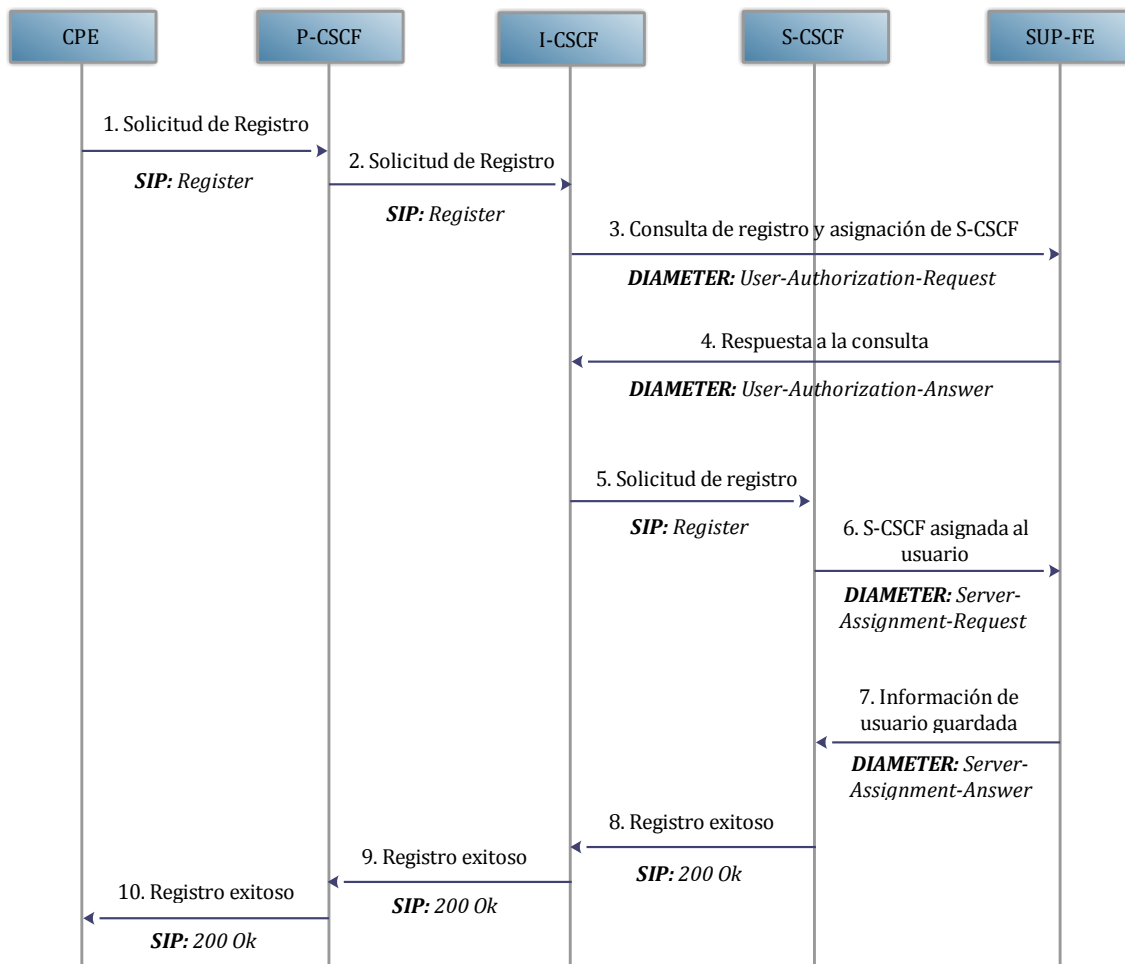 CPE
P-CSCF
I-CSCF
S-CSCF
SUP-FE
1. Solicitud de Registro
SIP: Register
2. Solicitud de Registro
SIP: Register
3. Consulta de registro y asignación de S-CSCF
DIAMETER: User-Authorization-Request
4. Respuesta a la consulta
DIAMETER: User-Authorization-Answer
5. Solicitud de registro
SIP: Register
6. S-CSCF asignada al
usuario
DIAMETER: Server-
Assignment-Request
7. Información de
usuario guardada
DIAMETER: Server-
Assignment-Answer
8. Registro exitoso
SIP: 200 Ok
9. Registro exitoso
SIP: 200 Ok
10. Registro exitoso
SIP: 200 Ok